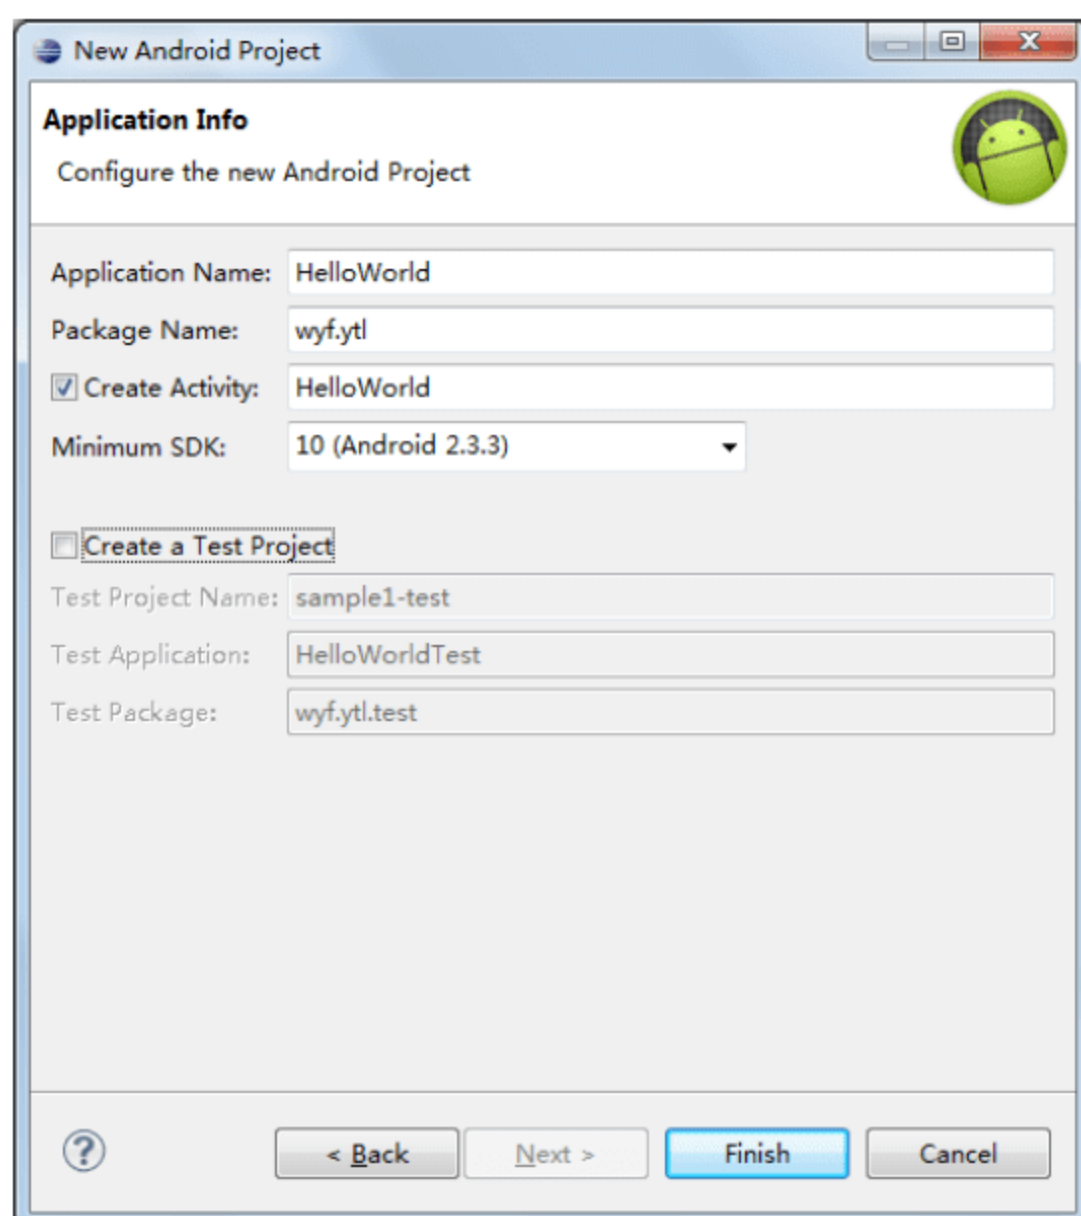 New Android Project
Application Info
Configure the new Android Project
Application Name: HelloWorld
Package Name: wyf.ytl
Create Activity: HelloWorld
Minimum SDK: 10 (Android 2.3.3)
Create a Test Project
Test Project Name: sample1-test
Test Application: HelloWorldTest
Test Package: wyf.ytl.test
? < Back Next > Finish Cancel